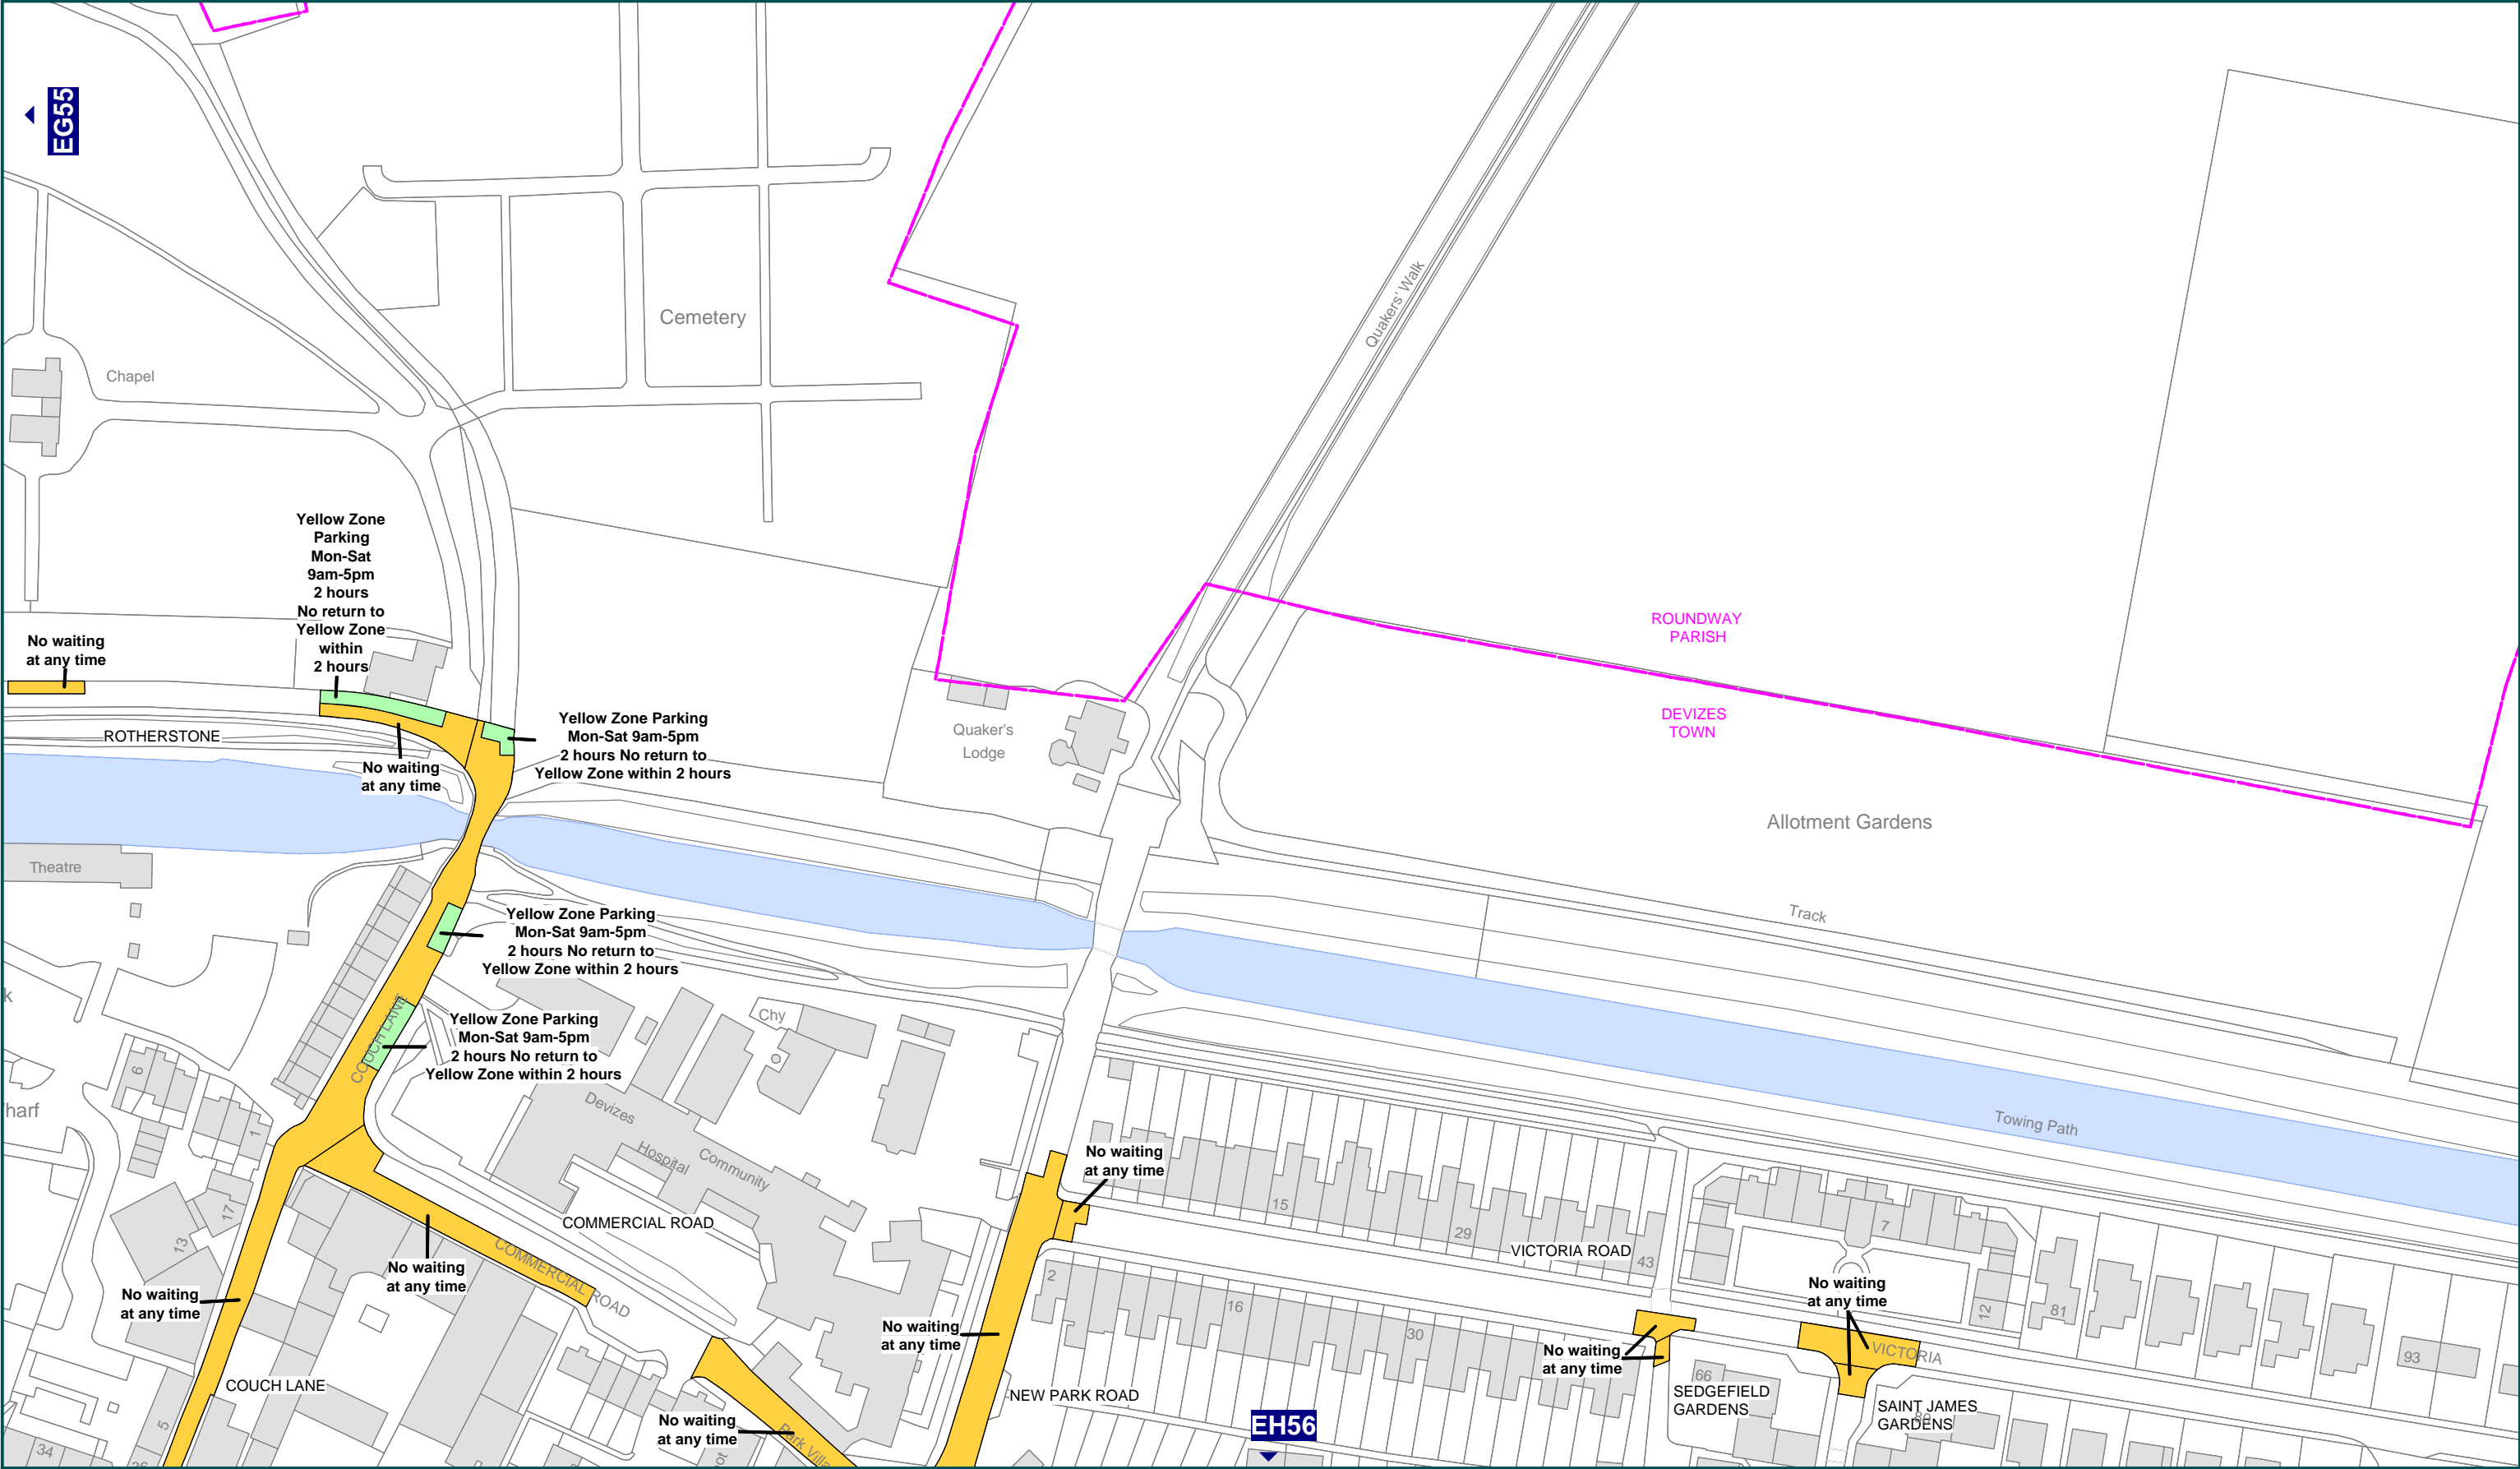 EG55
Cemetery
Quakers' Walk
Chapel
Yellow Zone
Parking
Mon-Sat
9am-5pm
2 hours
No return to
Yellow Zone
within
2 hours
No waiting
at any time
ROUNDWAY
PARISH
DEVIZES
TOWN
ROTHERSTONE
Yellow Zone Parking
Mon-Sat 9am-5pm
2 hours No return to
Yellow Zone within 2 hours
Quaker's
Lodge
No waiting
at any time
Allotment Gardens
Theatre
Track
Yellow Zone Parking
Mon-Sat 9am-5pm
2 hours No return to
Yellow Zone within 2 hours
k
COUCH LANE
Chy
Yellow Zone Parking
Mon-Sat 9am-5pm
2 hours No return to
Yellow Zone within 2 hours
6
harf
1
Devizes
Community
Hospital
Towing Path
No waiting
at any time
17
13
15
29
43
7
COMMERCIAL ROAD
COMMERCIAL ROAD
VICTORIA ROAD
No waiting
at any time
No waiting
at any time
No waiting
at any time
2
16
30
12
81
93
No waiting
at any time
No waiting
at any time
VICTORIA
66
COUCH LANE
NEW PARK ROAD
SEDGEFIELD
GARDENS
SAINT JAMES
GARDENS
80
5
34
No waiting
at any time
Park Villa
EH56